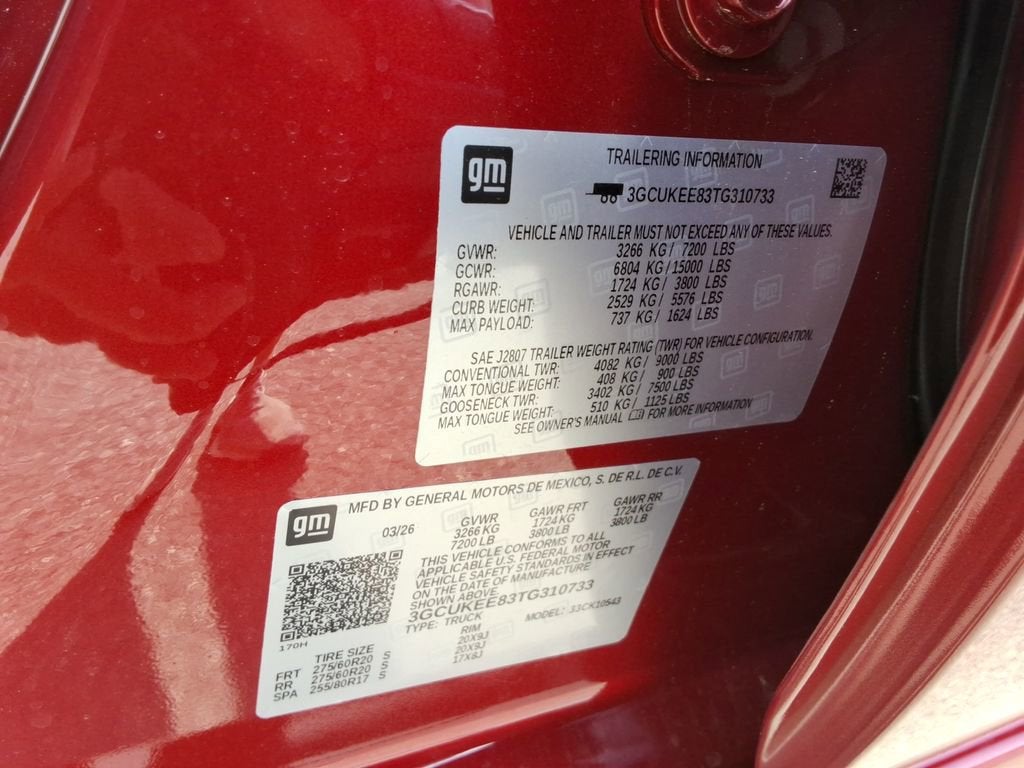 gm
TRAILERING INFORMATION
3GCUKEE83TG310733
VEHICLE AND TRAILER MUST NOT EXCEED ANY OF THESE VALUES.
GVWR: 3266 KG / 7200 LBS
GCWR: 6804 KG / 15000 LBS
RGAWR: 1724 KG / 3800 LBS
CURB WEIGHT: 2529 KG / 5576 LBS
MAX PAYLOAD: 737 KG / 1624 LBS
SAE J2807 TRAILER WEIGHT RATING (TWR) FOR VEHICLE CONFIGURATION.
CONVENTIONAL TWR: 4082 KG / 9000 LBS
MAX TONGUE WEIGHT: 408 KG / 900 LBS
GOOSENECK TWR: 3402 KG / 7500 LBS
MAX TONGUE WEIGHT: 510 KG / 1125 LBS
SEE OWNER'S MANUAL FOR MORE INFORMATION
gm
MFD BY GENERAL MOTORS DE MEXICO, S. DE R.L. DE C.V.
03/26 GVWR GAWR FRT GAWR RR
3266 KG 1724 KG 1724 KG
7200 LB 3800 LB 3800 LB
THIS VEHICLE CONFORMS TO ALL
APPLICABLE U.S. FEDERAL MOTOR
VEHICLE SAFETY STANDARDS IN EFFECT
ON THE DATE OF MANUFACTURE
SHOWN ABOVE.
3GCUKEE83TG310733
TYPE: TRUCK MODEL: 33CK10543
170H
TIRE SIZE RIM
FRT 275/60R20 S 20X9J
RR 275/60R20 S 20X9J
SPA 255/80R17 S 17X8J